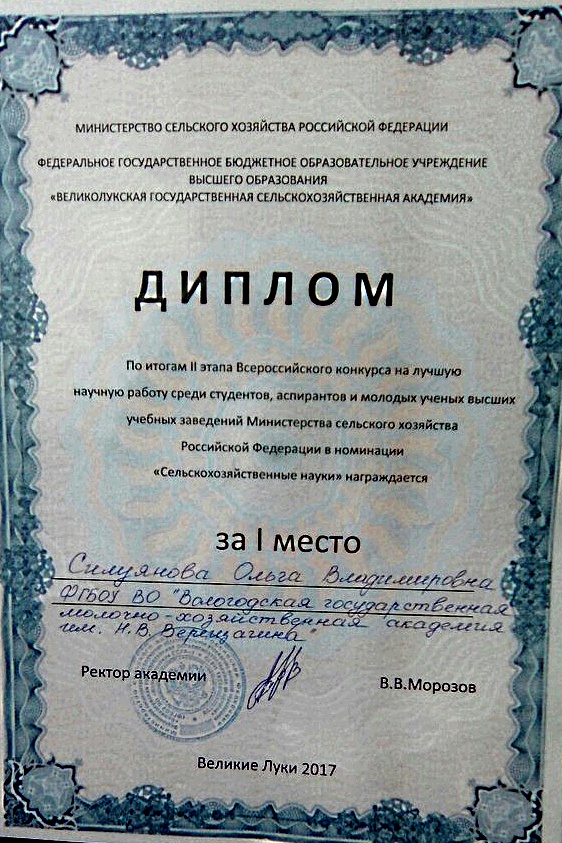 МИНИСТЕРСТВО СЕЛЬСКОГО ХОЗЯЙСТВА РОССИЙСКОЙ ФЕДЕРАЦИИ
ФЕДЕРАЛЬНОЕ ГОСУДАРСТВЕННОЕ БЮДЖЕТНОЕ ОБРАЗОВАТЕЛЬНОЕ УЧРЕЖДЕНИЕ
ВЫСШЕГО ОБРАЗОВАНИЯ
«ВЕЛИКОЛУКСКАЯ ГОСУДАРСТВЕННАЯ СЕЛЬСКОХОЗЯЙСТВЕННАЯ АКАДЕМИЯ»
ДИПЛОМ
По итогам II этапа Всероссийского конкурса на лучшую
научную работу среди студентов, аспирантов и молодых ученых высших
учебных заведений Министерства сельского хозяйства
Российской Федерации в номинации
«Сельскохозяйственные науки» награждается
за I место
Силуянова Ольга Владимировна
ФГБОУ ВО "Вологодская государственная
молочно-хозяйственная академия
им. Н.В. Верещагина"
Ректор академии
В.В.Морозов
Великие Луки 2017